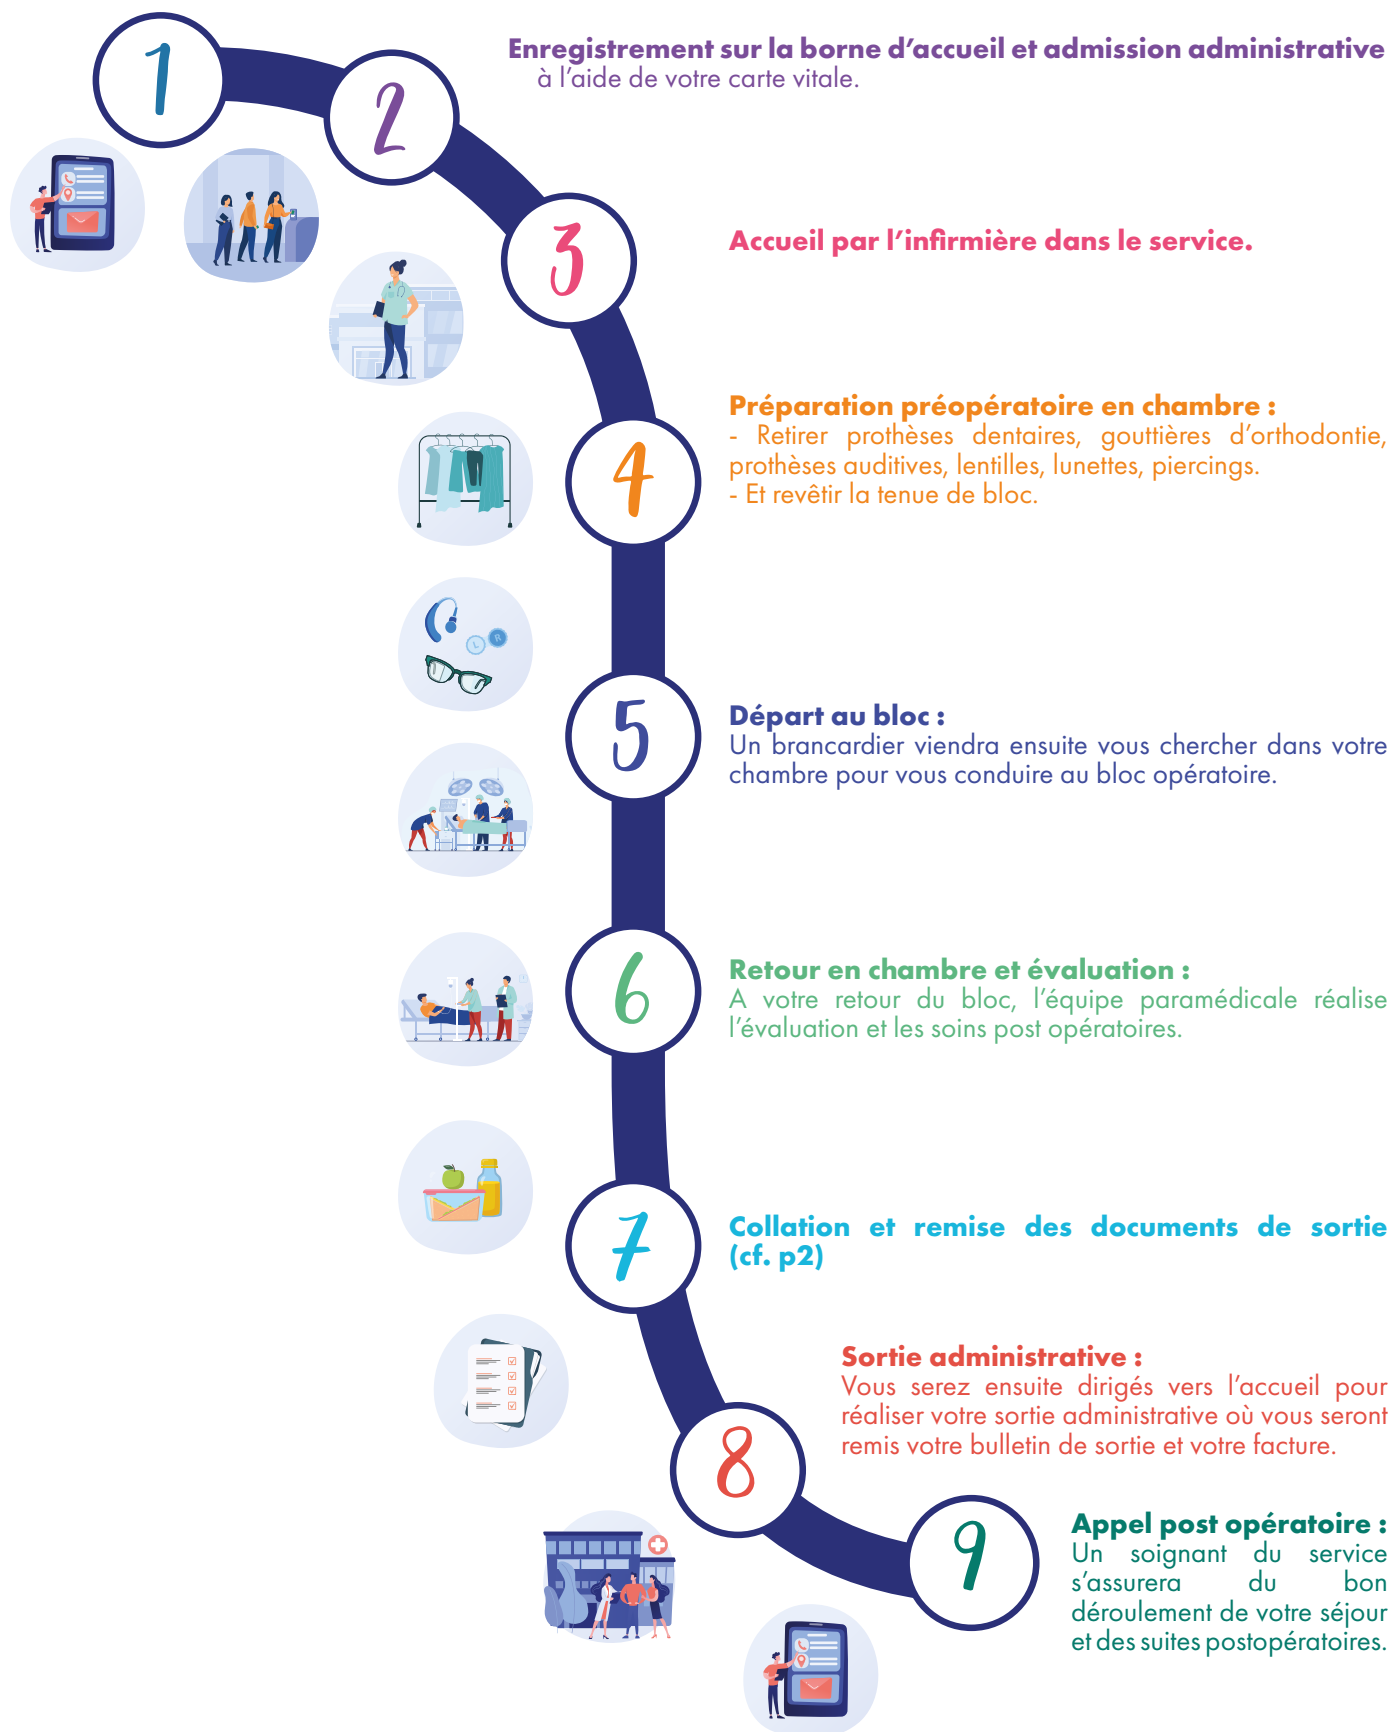 1
2
Enregistrement sur la borne d’accueil et admission administrative
à l’aide de votre carte vitale.
3
Accueil par l’infirmière dans le service.
4
Préparation préopératoire en chambre :
- Retirer prothèses dentaires, gouttières d’orthodontie,
prothèses auditives, lentilles, lunettes, piercings.
- Et revêtir la tenue de bloc.
L
R
5
Départ au bloc :
Un brancardier viendra ensuite vous chercher dans votre
chambre pour vous conduire au bloc opératoire.
6
Retour en chambre et évaluation :
A votre retour du bloc, l’équipe paramédicale réalise
l’évaluation et les soins post opératoires.
7
Collation et remise des documents de sortie
(cf. p2)
8
Sortie administrative :
Vous serez ensuite dirigés vers l’accueil pour
réaliser votre sortie administrative où vous seront
remis votre bulletin de sortie et votre facture.
9
Appel post opératoire :
Un soignant du service
s’assurera du bon
déroulement de votre séjour
et des suites postopératoires.